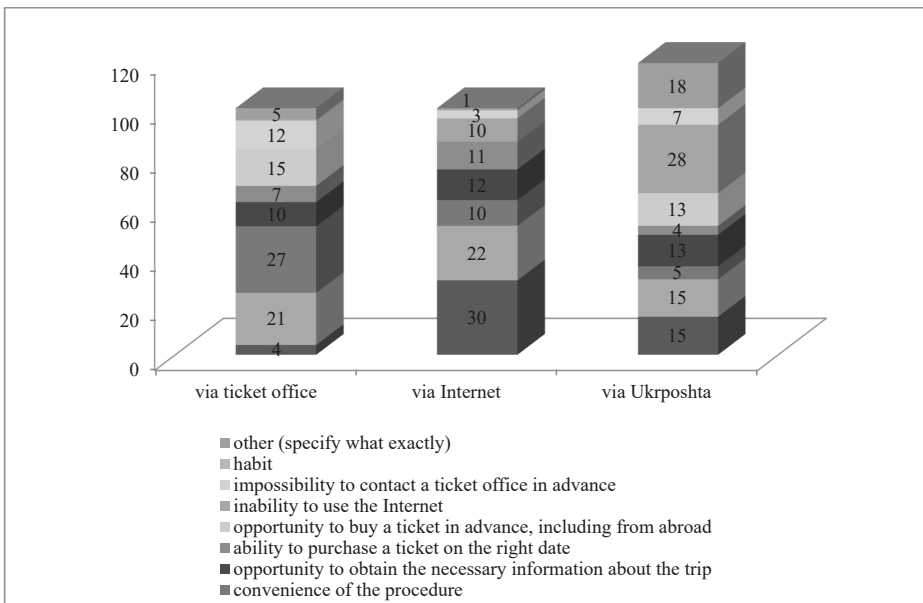 120
100
80
60
40
20
0
5
12
15
7
10
27
21
4
1
3
10
11
12
10
22
30
18
7
28
13
4
13
5
15
15
via ticket office
via Internet
via Ukrposhta
other (specify what exactly)
habit
impossibility to contact a ticket office in advance
inability to use the Internet
opportunity to buy a ticket in advance, including from abroad
ability to purchase a ticket on the right date
opportunity to obtain the necessary information about the trip
convenience of the procedure